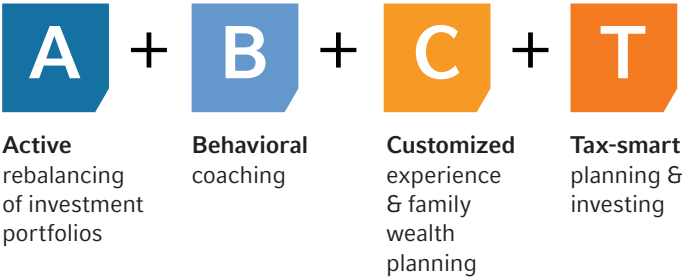 A + B + C + T
Active
rebalancing
of investment
portfolios
Behavioral
coaching
Customized
experience
& family
wealth
planning
Tax-smart
planning &
investing